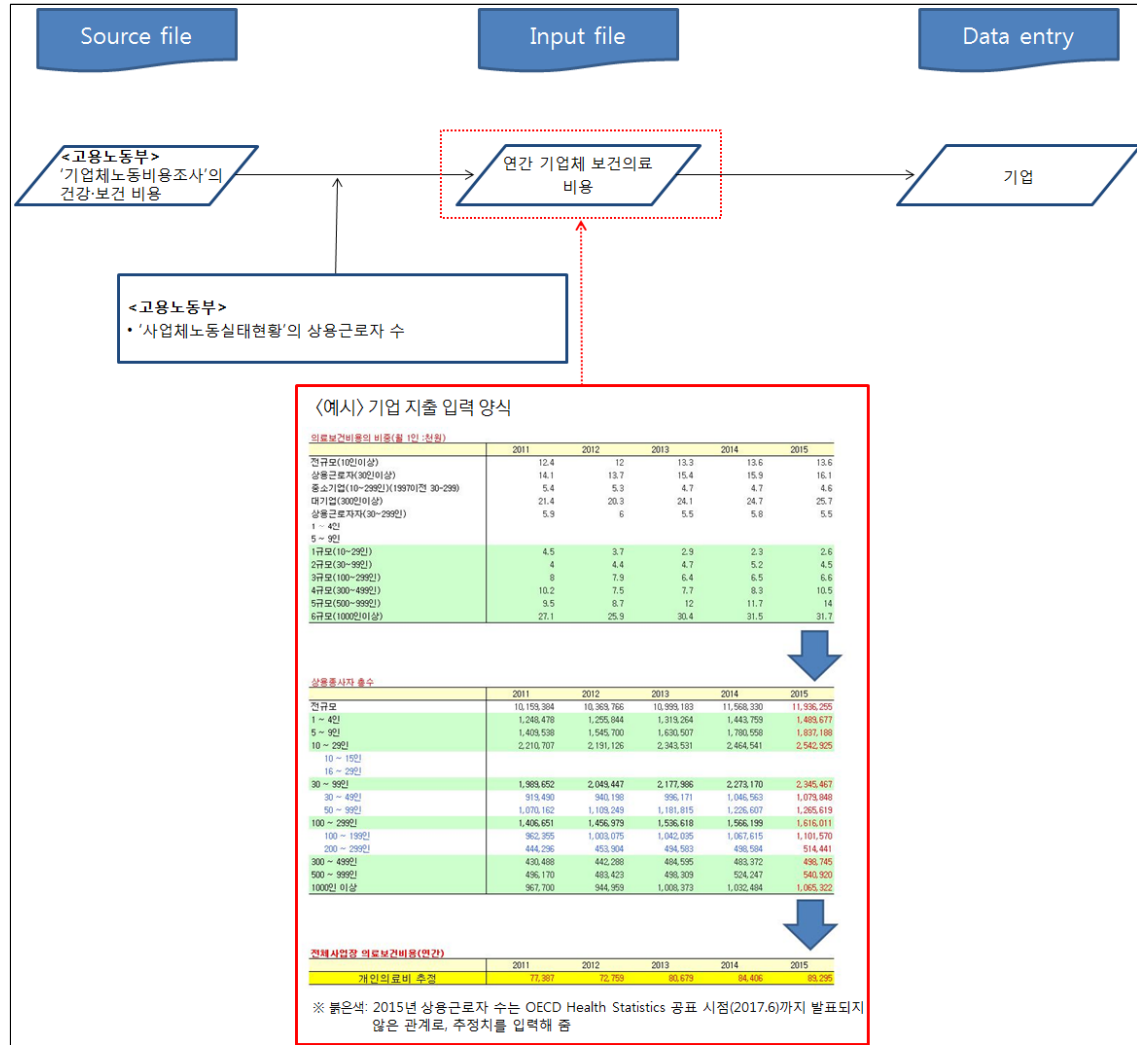 Source file
Input file
Data entry
<고용노동부>
'기업체노동비용조사'의
건강·보건 비용
연간 기업체 보건의료
비용
기업
<고용노동부>
• '사업체노동실태현황'의 상용근로자 수
〈예시〉 기업 지출 입력 양식
의료보건비용의 비중(월 1인 :천원)
2011 2012 2013 2014 2015
전규모(10인이상) 12.4 12 13.3 13.6 13.6
상용근로자(30인이상) 14.1 13.7 15.4 15.9 16.1
중소기업(10~299인)(1997이전 30-299) 5.4 5.3 4.7 4.7 4.6
대기업(300인이상) 21.4 20.3 24.1 24.7 25.7
상용근로자자(30~299인) 5.9 6 5.5 5.8 5.5
1 ~ 4인
5 ~ 9인
1규모(10~29인) 4.5 3.7 2.9 2.3 2.6
2규모(30~99인) 4 4.4 4.7 5.2 4.5
3규모(100~299인) 8 7.9 6.4 6.5 6.6
4규모(300~499인) 10.2 7.5 7.7 8.3 10.5
5규모(500~999인) 9.5 8.7 12 11.7 14
6규모(1000인이상) 27.1 25.9 30.4 31.5 31.7
상용종사자 총수
2011 2012 2013 2014 2015
전규모 10,159,384 10,369,766 10,999,183 11,568,330 11,936,255
1 ~ 4인 1,248,478 1,255,844 1,319,264 1,443,759 1,489,677
5 ~ 9인 1,409,538 1,545,700 1,630,507 1,780,558 1,837,188
10 ~ 29인 2,210,707 2,191,126 2,343,531 2,464,541 2,542,925
10 ~ 15인
16 ~ 29인
30 ~ 99인 1,989,652 2,049,447 2,177,986 2,273,170 2,345,467
30 ~ 49인 919,490 940,198 996,171 1,046,563 1,079,848
50 ~ 99인 1,070,162 1,109,249 1,181,815 1,226,607 1,265,619
100 ~ 299인 1,406,651 1,456,979 1,536,618 1,566,199 1,616,011
100 ~ 199인 962,355 1,003,075 1,042,035 1,067,615 1,101,570
200 ~ 299인 444,296 453,904 494,583 498,584 514,441
300 ~ 499인 430,488 442,288 484,595 483,372 498,745
500 ~ 999인 496,170 483,423 498,309 524,247 540,920
1000인 이상 967,700 944,959 1,008,373 1,032,484 1,065,322
전체사업장 의료보건비용(연간)
2011 2012 2013 2014 2015
개인의료비 추정 77,387 72,759 80,679 84,406 89,295
※ 붉은색: 2015년 상용근로자 수는 OECD Health Statistics 공표 시점(2017.6)까지 발표되지
않은 관계로, 추정치를 입력해 줌